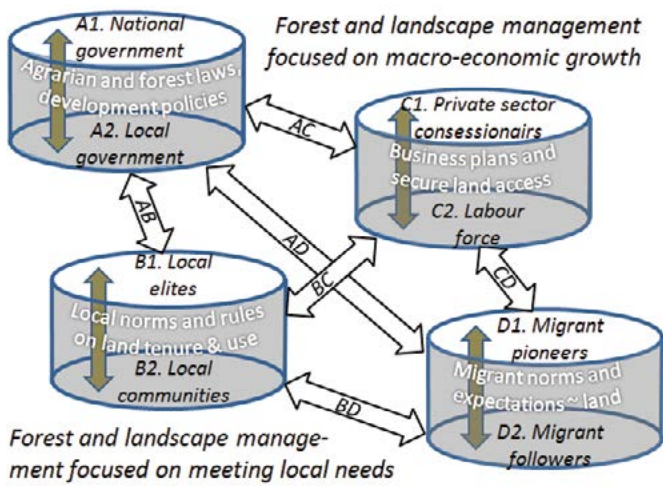 A1. National
government
Agrarian and forest laws,
development policies
A2. Local
government
Forest and landscape management
focused on macro-economic growth
AC
C1. Private sector
consessionairs
Business plans and
secure land access
C2. Labour
force
AB
AD
BC
CD
B1. Local
elites
Local norms and rules
on land tenure & use
B2. Local
communities
BD
D1. Migrant
pioneers
Migrant norms and
expectations ~ land
D2. Migrant
followers
Forest and landscape manage-
ment focused on meeting local needs